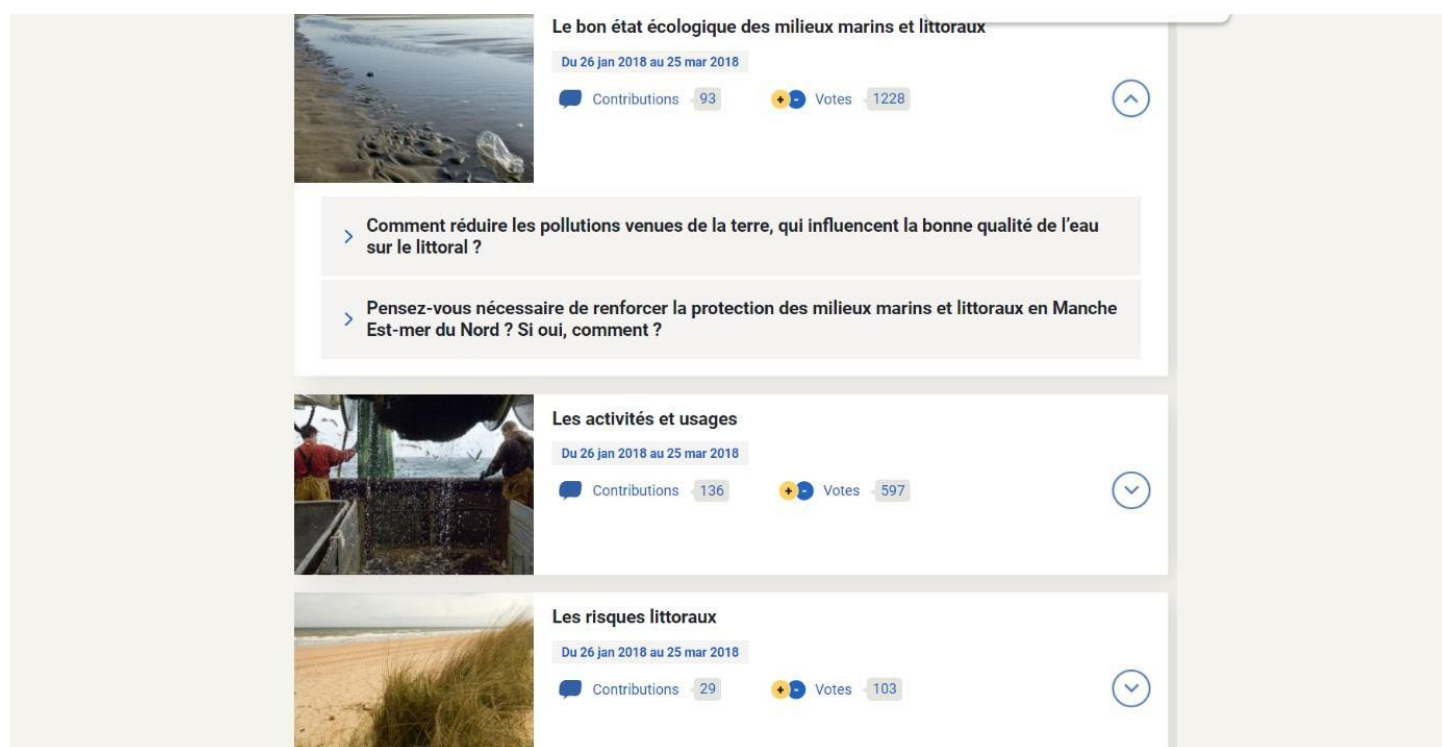 Le bon état écologique des milieux marins et littoraux
Du 26 jan 2018 au 25 mar 2018
Contributions 93 + - Votes 1228
Comment réduire les pollutions venues de la terre, qui influencent la bonne qualité de l’eau
sur le littoral ?
Pensez-vous nécessaire de renforcer la protection des milieux marins et littoraux en Manche
Est-mer du Nord ? Si oui, comment ?
Les activités et usages
Du 26 jan 2018 au 25 mar 2018
Contributions 136 + - Votes 597
Les risques littoraux
Du 26 jan 2018 au 25 mar 2018
Contributions 29 + - Votes 103